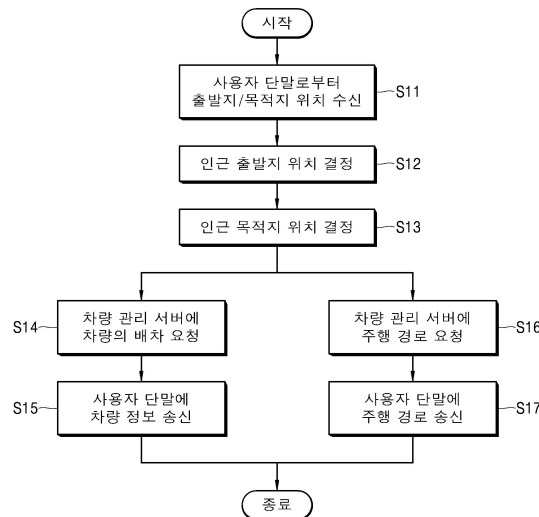 시작
사용자 단말로부터
출발지/목적지 위치 수신
S11
인근 출발지 위치 결정
S12
인근 목적지 위치 결정
S13
S14
차량 관리 서버에
차량의 배차 요청
차량 관리 서버에
주행 경로 요청
S16
S15
사용자 단말에
차량 정보 송신
사용자 단말에
주행 경로 송신
S17
종료